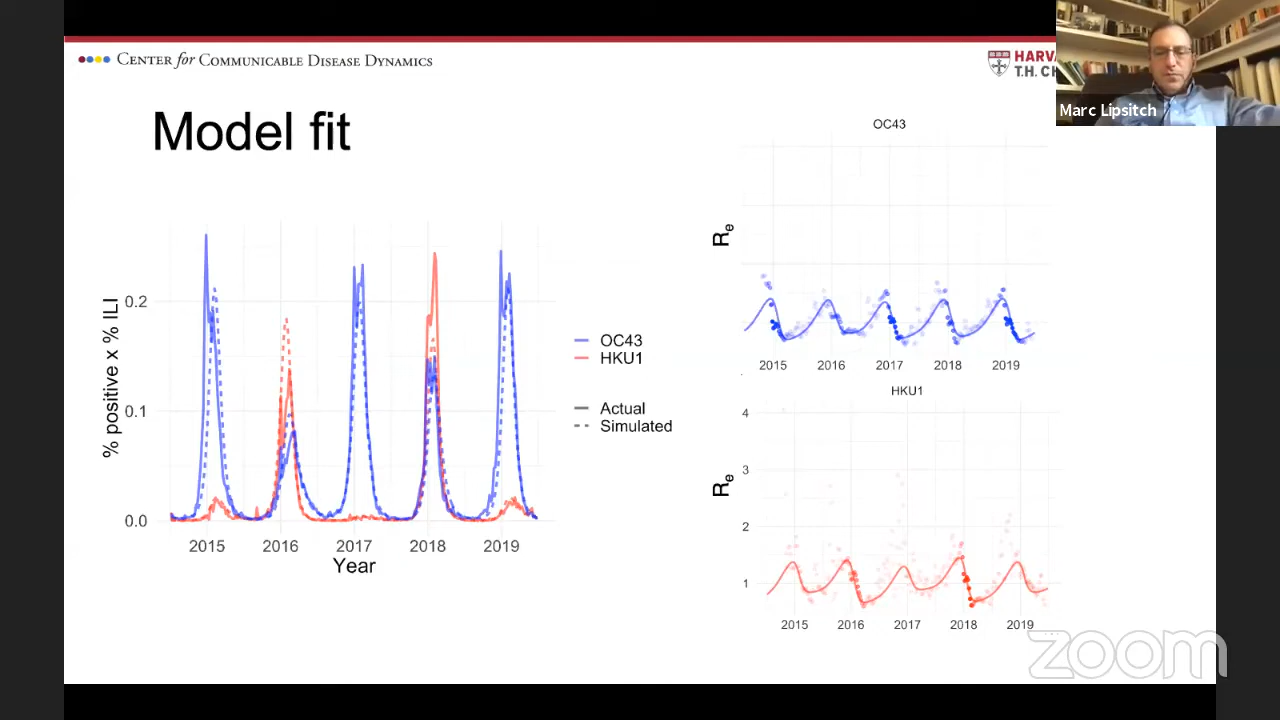 CENTER for COMMUNICABLE DISEASE DYNAMICS
HARVA
T.H. CH
Marc Lipsitch
Model fit
% positive x % ILI
0.2
0.1
0.0
2015 2016 2017 2018 2019
Year
OC43
HKU1
Actual
Simulated
OC43
Re
2015 2016 2017 2018 2019
HKU1
Re
4
3
2
1
2015 2016 2017 2018 2019
zoom